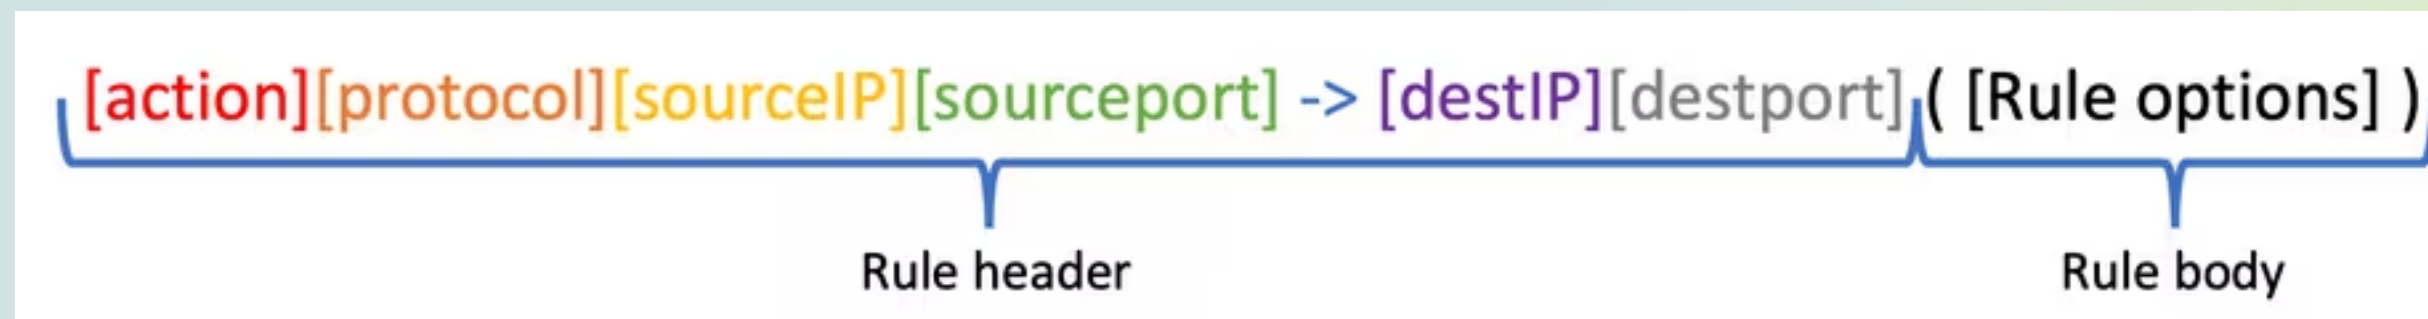 [action][protocol][sourceIP][sourceport] -> [destIP][destport] ( [Rule options] )
Rule header
Rule body